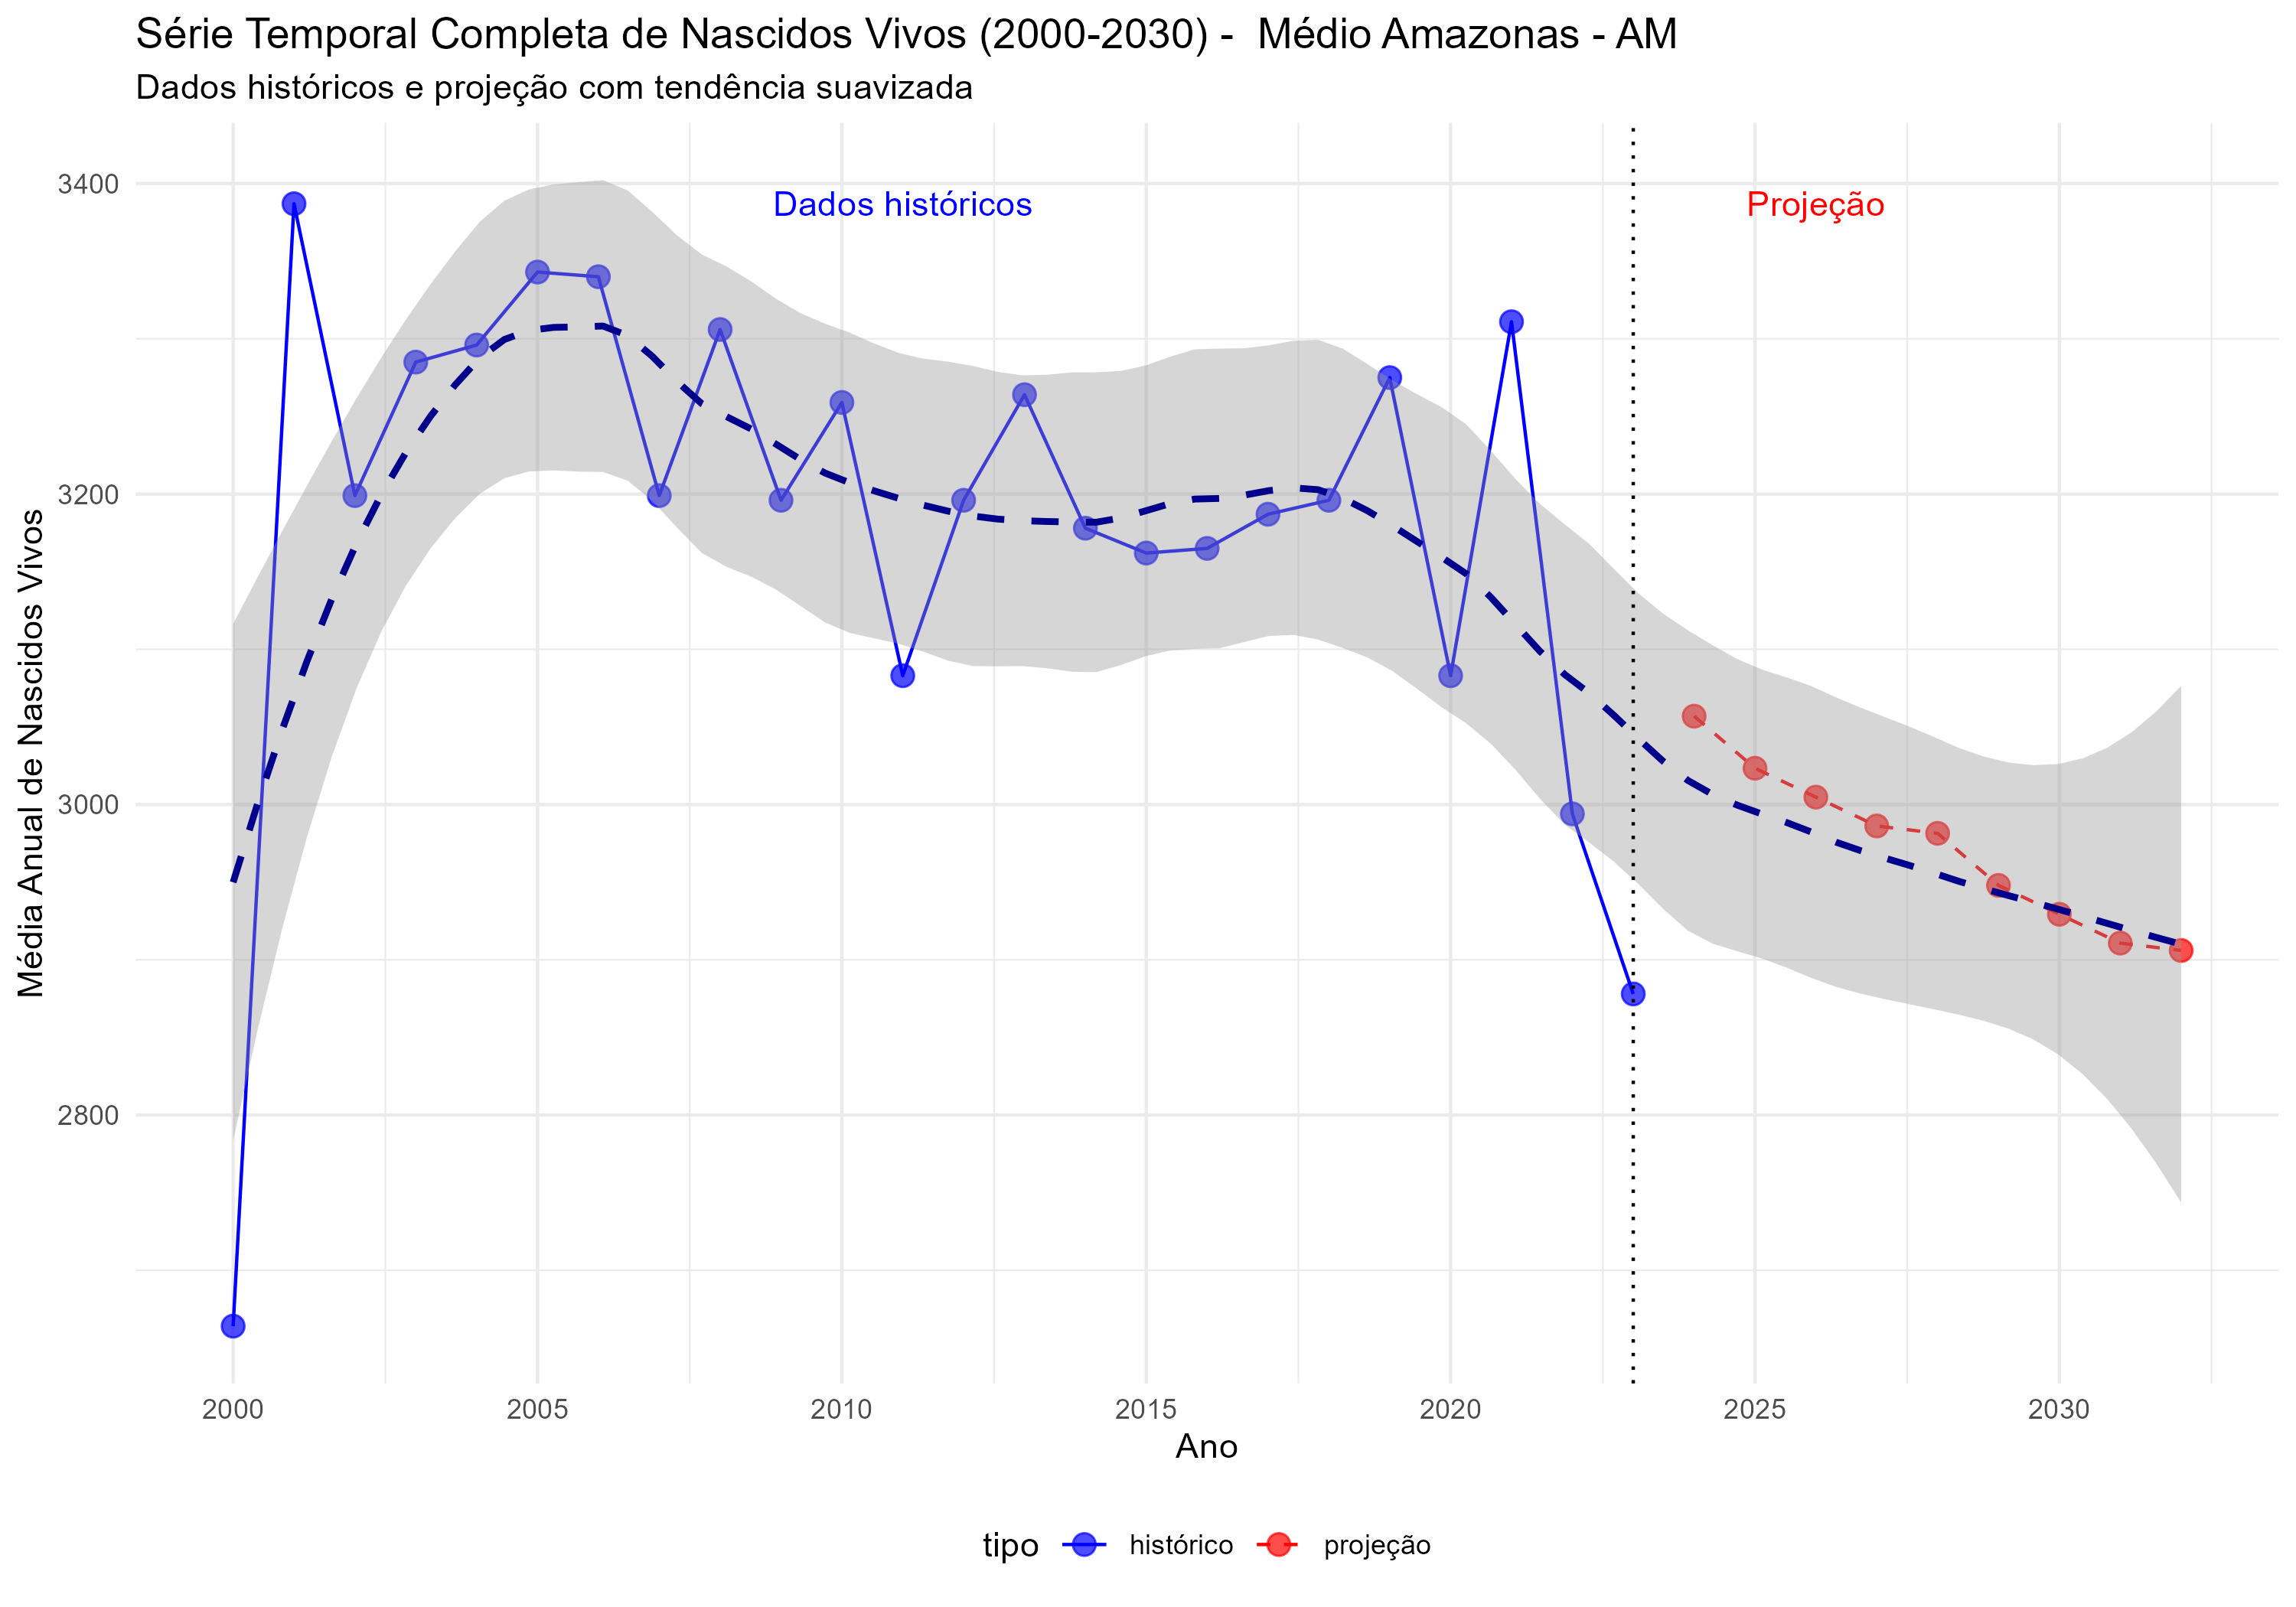 Série Temporal Completa de Nascidos Vivos (2000-2030) -  Médio Amazonas - AM
Dados históricos e projeção com tendência suavizada
Média Anual de Nascidos Vivos
3400
3200
3000
2800
Dados históricos
Projeção
2000
2005
2010
2015
2020
2025
2030
Ano
tipo
histórico
projeção